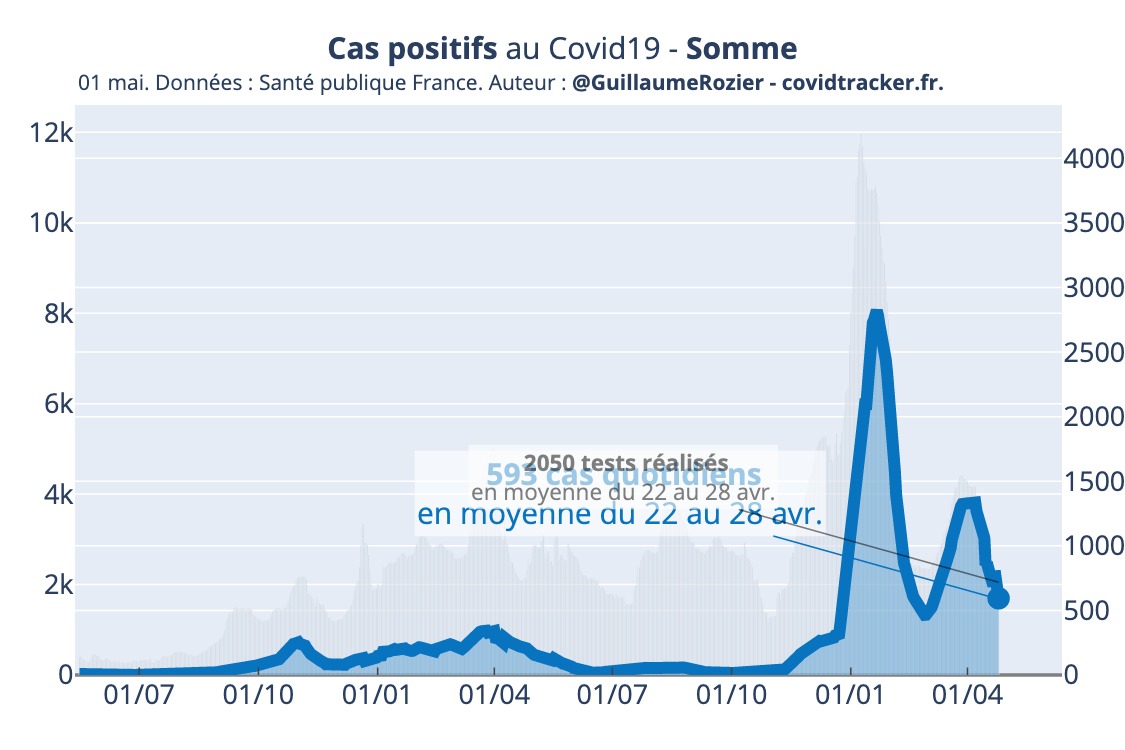 Cas positifs au Covid19 - Somme
01 mai. Données : Santé publique France. Auteur : @GuillaumeRozier - covidtracker.fr.
12k
10k
8k
6k
4k
2k
0
4000
3500
3000
2500
2000
1500
1000
500
0
2050 tests réalisés
593 cas quotidiens
en moyenne du 22 au 28 avr.
en moyenne du 22 au 28 avr.
01/07
01/10
01/01
01/04
01/07
01/10
01/01
01/04